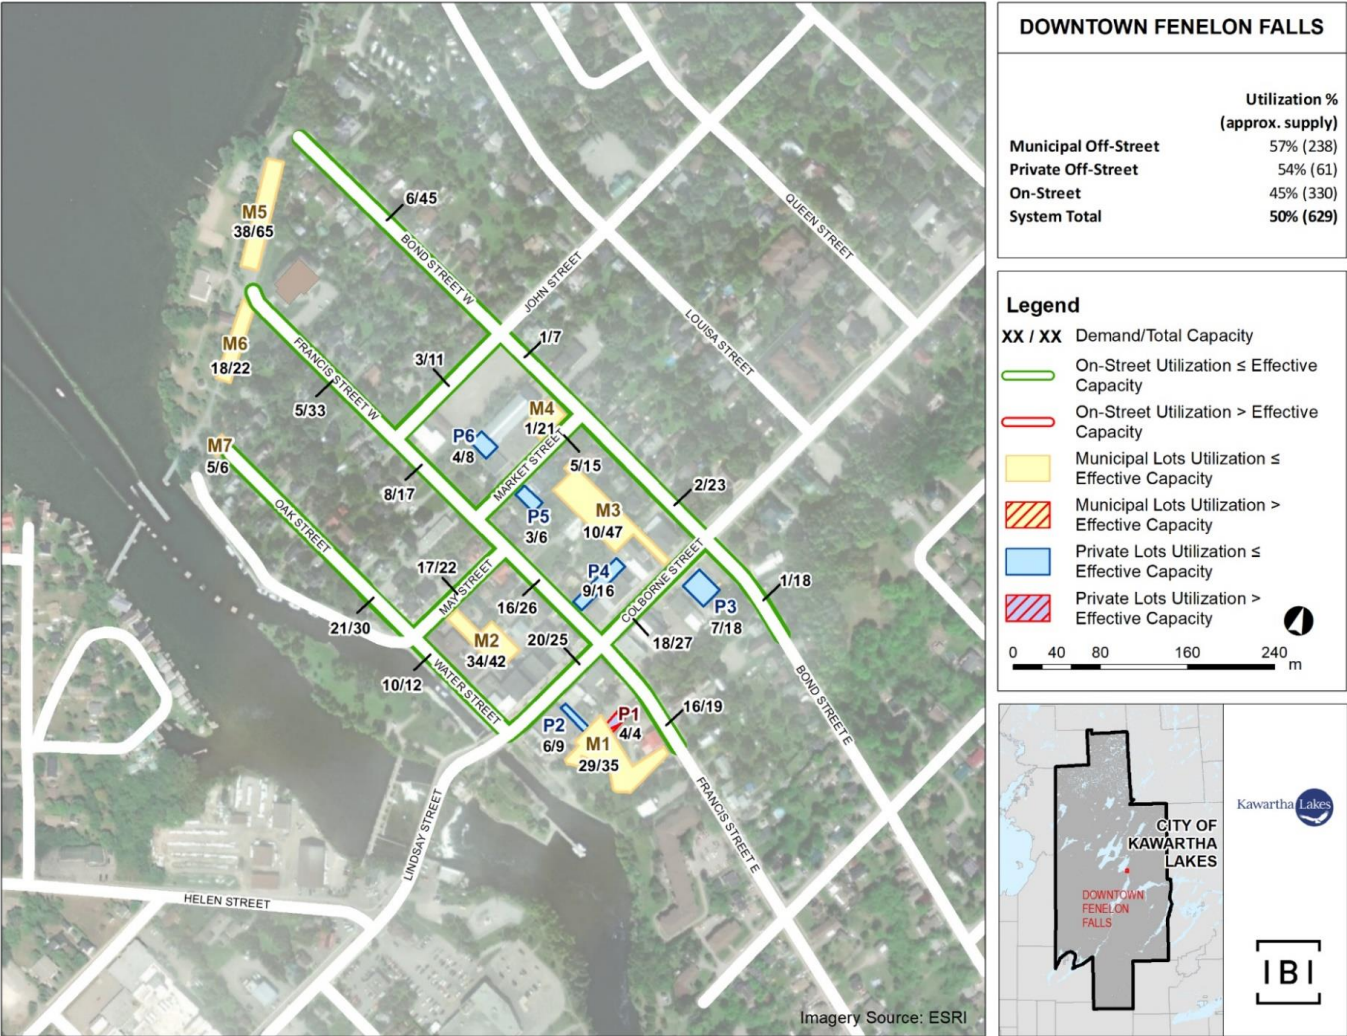 DOWNTOWN FENELON FALLS
Utilization %
(approx. supply)
Municipal Off-Street 57% (238)
Private Off-Street 54% (61)
On-Street 45% (330)
System Total 50% (629)
Legend
XX / XX Demand/Total Capacity
On-Street Utilization ≤ Effective
Capacity
On-Street Utilization > Effective
Capacity
Municipal Lots Utilization ≤
Effective Capacity
Municipal Lots Utilization >
Effective Capacity
Private Lots Utilization ≤
Effective Capacity
Private Lots Utilization >
Effective Capacity
0 40 80 160 240
m
CITY OF
KAWARTHA
LAKES
DOWNTOWN
FENELON
FALLS
Kawartha Lakes
IBI
6/45
M5
38/65
BOND STREET W
JOHN STREET
QUEEN STREET
LOUISA STREET
M6
18/22
FRANCIS STREET W
3/11
1/7
5/33
M4
1/21
P6
4/8
MARKET STREET
5/15
M7
5/6
8/17
2/23
OAK STREET
P5
3/6
M3
10/47
17/22
MAY STREET
P4
9/16
16/26
COLBORNE STREET
1/18
P3
7/18
21/30
M2
34/42
20/25
18/27
10/12
WATER STREET
BOND STREET E
P2
6/9
P1
4/4
16/19
M1
29/35
FRANCIS STREET E
LINDSAY STREET
HELEN STREET
Imagery Source: ESRI